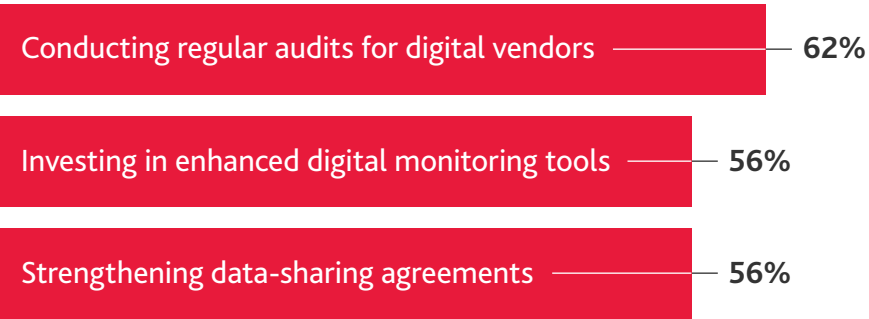 Conducting regular audits for digital vendors 62%
Investing in enhanced digital monitoring tools 56%
Strengthening data-sharing agreements 56%